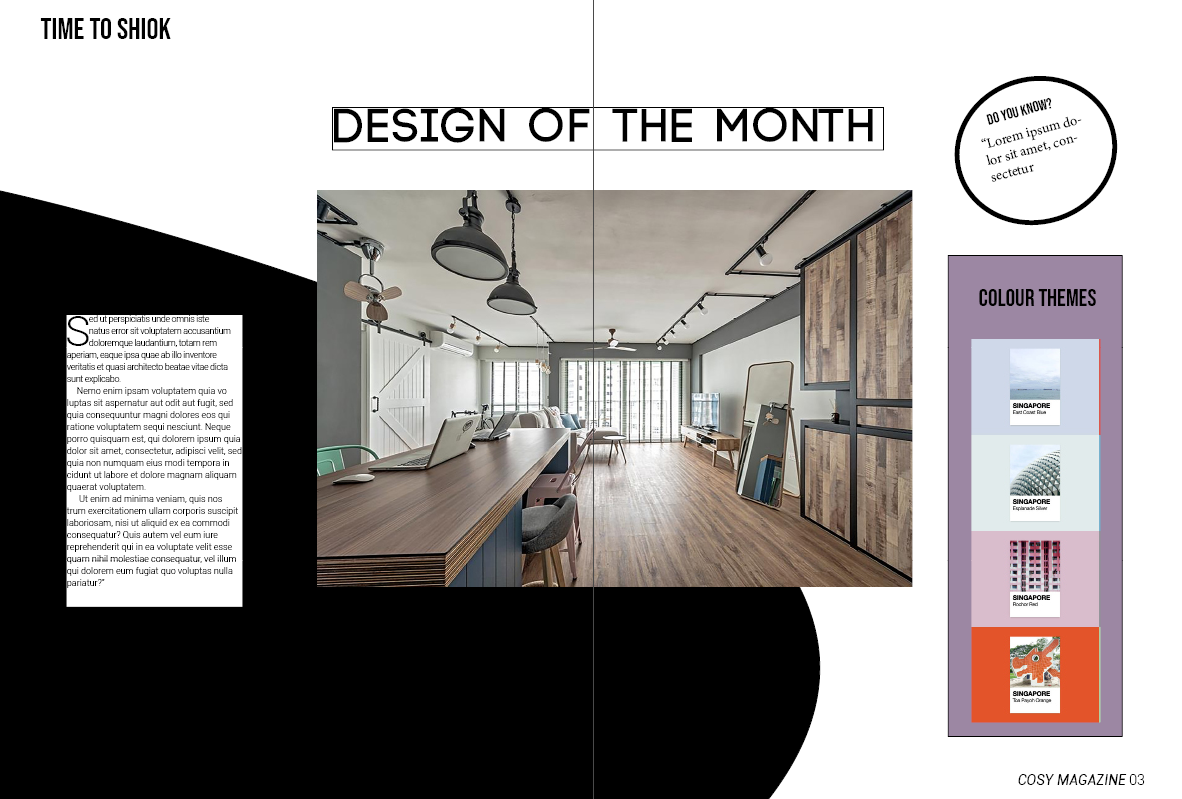 TIME TO SHIOK
DESIGN OF THE MONTH
DO YOU KNOW?
“Lorem ipsum do-
lor sit amet, con-
sectetur
Sed ut perspiciatis unde omnis iste
natus error sit voluptatem accusantium
doloremque laudantium, totam rem
aperiam, eaque ipsa quae ab illo inventore
veritatis et quasi architecto beatae vitae dicta
sunt explicabo.
Nemo enim ipsam voluptatem quia vo
luptas sit aspernatur aut odit aut fugit, sed
quia consequuntur magni dolores eos qui
ratione voluptatem sequi nesciunt. Neque
porro quisquam est, qui dolorem ipsum quia
dolor sit amet, consectetur, adipisci velit, sed
quia non numquam eius modi tempora in
cidunt ut labore et dolore magnam aliquam
quaerat voluptatem.
Ut enim ad minima veniam, quis nos
trum exercitationem ullam corporis suscipit
laboriosam, nisi ut aliquid ex ea commodi
consequatur? Quis autem vel eum iure
reprehenderit qui in ea voluptate velit esse
quam nihil molestiae consequatur, vel illum
qui dolorem eum fugiat quo voluptas nulla
pariatur?”
COLOUR THEMES
SINGAPORE
East Coast Blue
SINGAPORE
Esplanade Silver
SINGAPORE
Rochor Red
SINGAPORE
Toa Payoh Orange
COSY MAGAZINE 03